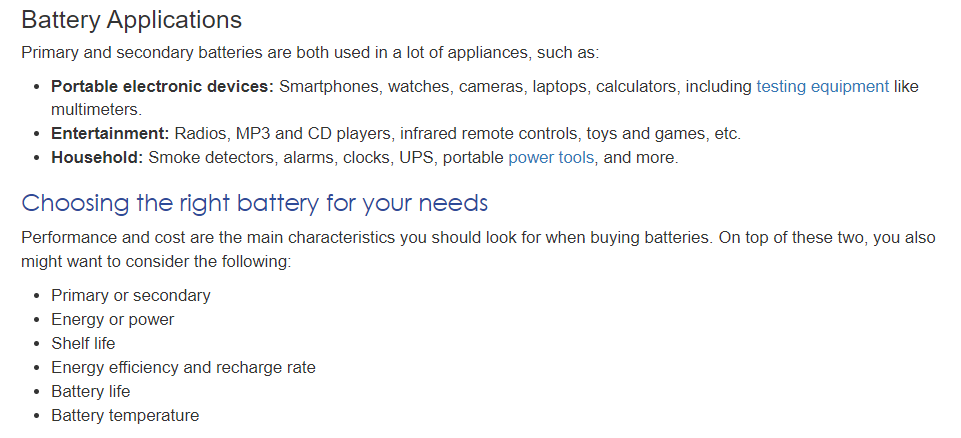 Battery Applications
Primary and secondary batteries are both used in a lot of appliances, such as:
• Portable electronic devices: Smartphones, watches, cameras, laptops, calculators, including testing equipment like
multimeters.
• Entertainment: Radios, MP3 and CD players, infrared remote controls, toys and games, etc.
• Household: Smoke detectors, alarms, clocks, UPS, portable power tools, and more.
Choosing the right battery for your needs
Performance and cost are the main characteristics you should look for when buying batteries. On top of these two, you also
might want to consider the following:
• Primary or secondary
• Energy or power
• Shelf life
• Energy efficiency and recharge rate
• Battery life
• Battery temperature